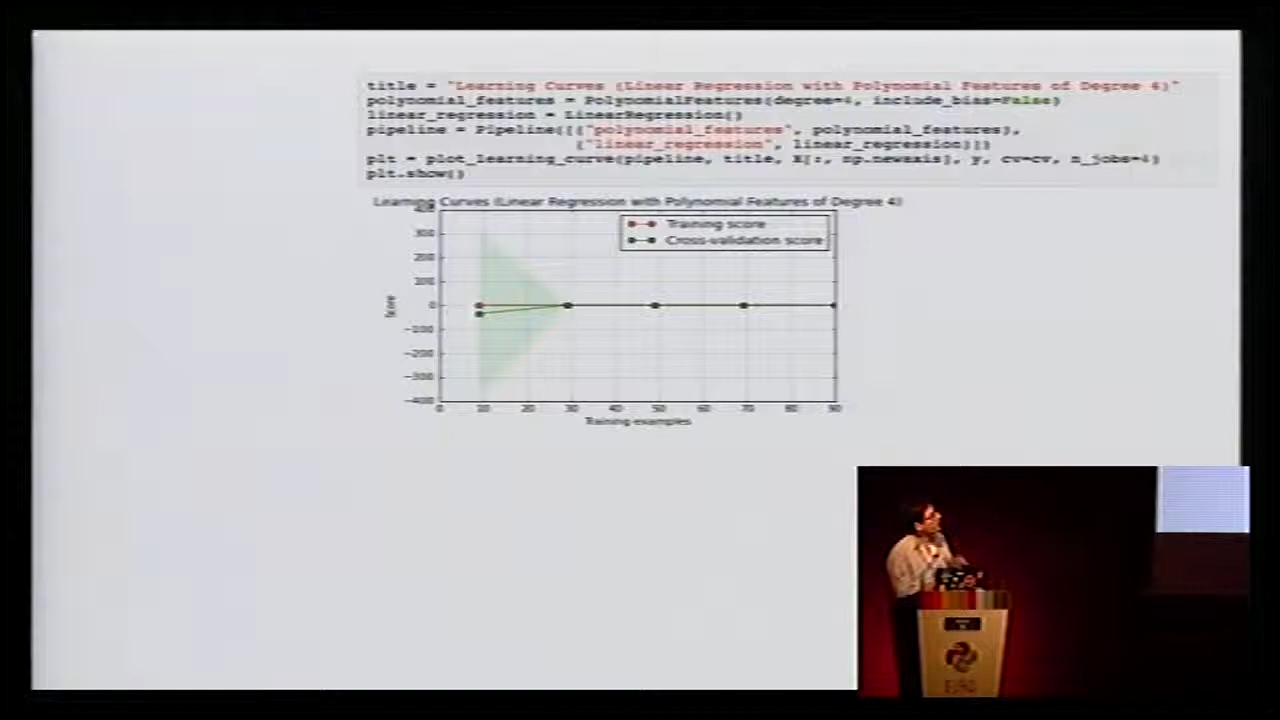 title = "Learning Curves (Linear Regression with Polynomial Features of Degree 4)"
polynomial_features = PolynomialFeatures(degree=4, include_bias=False)
linear_regression = LinearRegression()
pipeline = Pipeline([("polynomial_features", polynomial_features),
("linear_regression", linear_regression)])
plt = plot_learning_curve(pipeline, title, X[:, np.newaxis], y, cv=cv, n_jobs=4)
plt.show()
Learning Curves (Linear Regression with Polynomial Features of Degree 4)
400
300
200
100
0
-100
-200
-300
-400
Score
Training score
Cross-validation score
0 10 20 30 40 50 60 70 80 90
Training examples